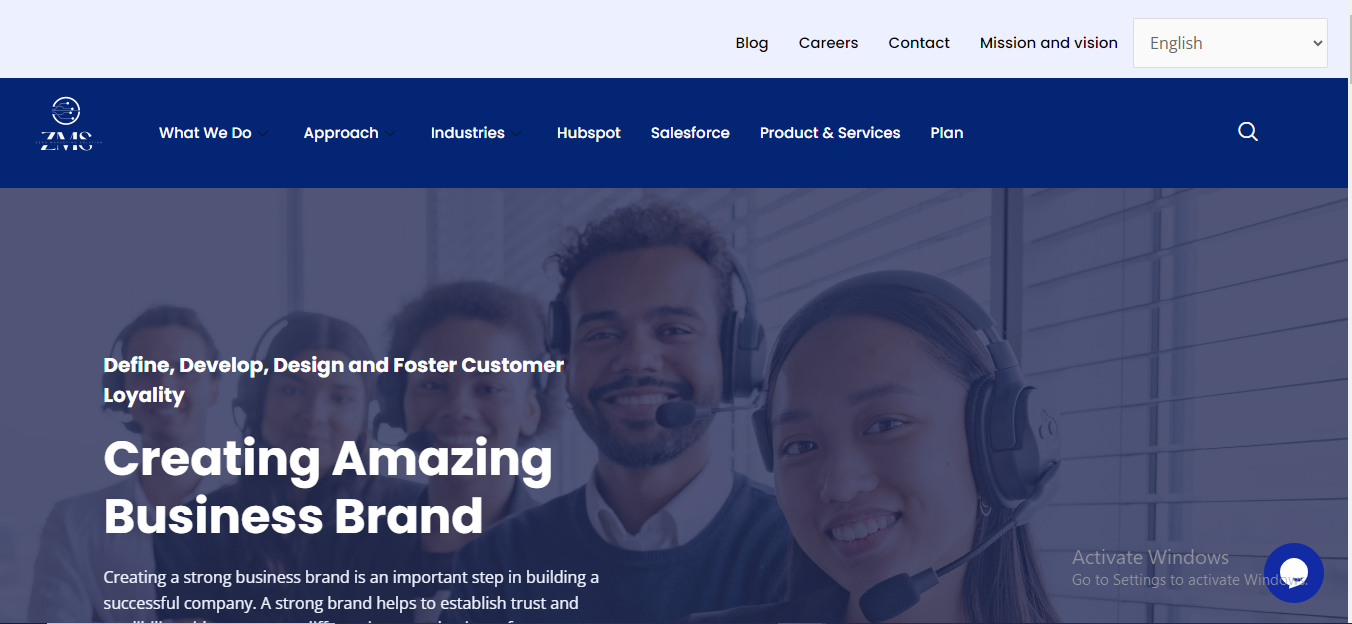 Blog Careers Contact Mission and vision English
ZMS
What We Do Approach Industries Hubspot Salesforce Product & Services Plan
Define, Develop, Design and Foster Customer
Loyality
Creating Amazing
Business Brand
Creating a strong business brand is an important step in building a
successful company. A strong brand helps to establish trust and
Activate Windows
Go to Settings to activate Windows.